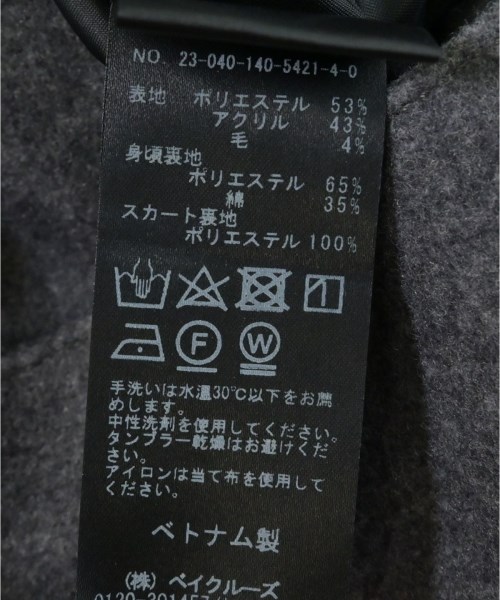 NO. 23-040-140-5421-4-0
表地 ポリエステル 53%
アクリル 43%
毛 4%
身頃裏地
ポリエステル 65%
綿 35%
スカート裏地
ポリエステル 100%
F W
手洗いは水温30℃以下をお薦
めします。
中性洗剤を使用してください。
タンブラー乾燥はお避けくだ
さい。
アイロンは当て布を使用して
ください。
ベトナム製
(株) ベイクルーズ